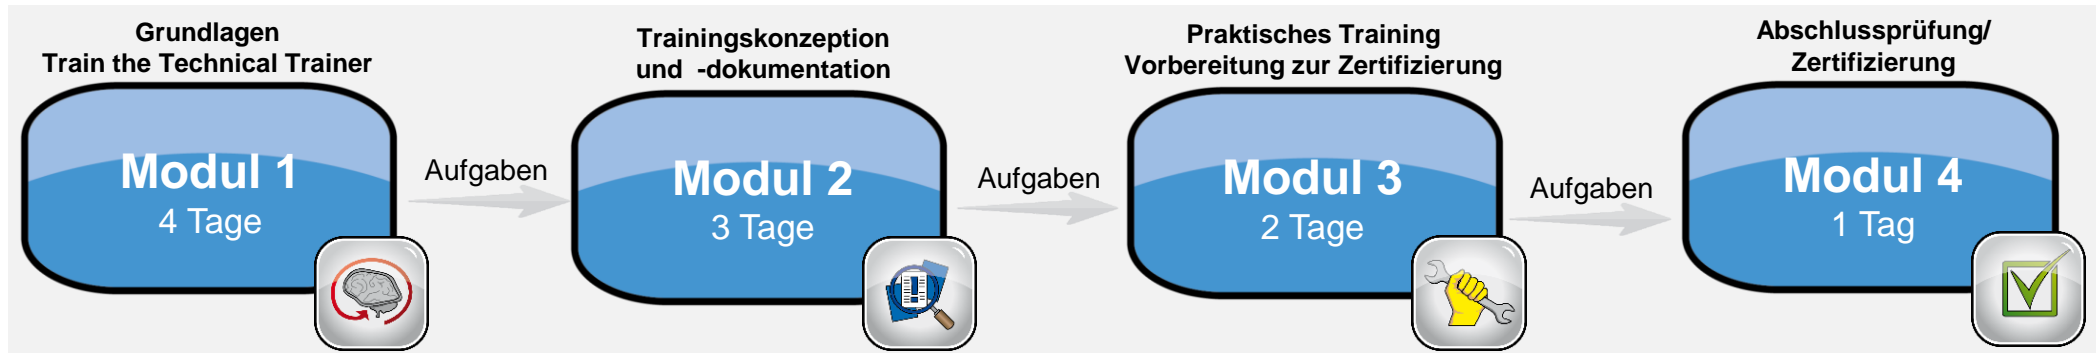 Grundlagen
Train the Technical Trainer
Modul 1
4 Tage
Aufgaben
Trainingskonzeption
und -dokumentation
Modul 2
3 Tage
Aufgaben
Praktisches Training
Vorbereitung zur Zertifizierung
Modul 3
2 Tage
Aufgaben
Abschlussprüfung/
Zertifizierung
Modul 4
1 Tag